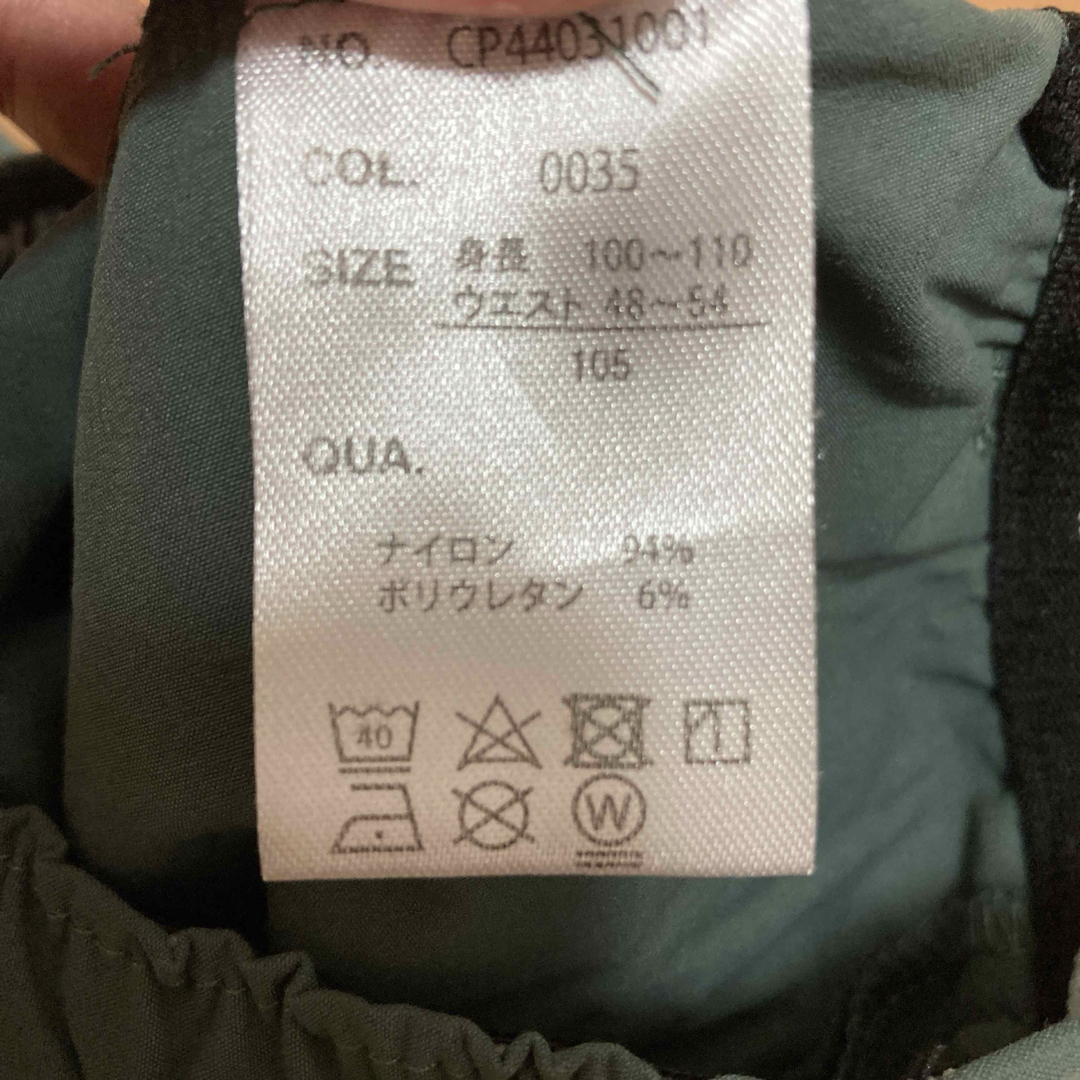 NO. CP44031001
COL. 0035
SIZE 身長 100～110
ウエスト 48～54
105
QUA.
ナイロン 94%
ポリウレタン 6%
40
W